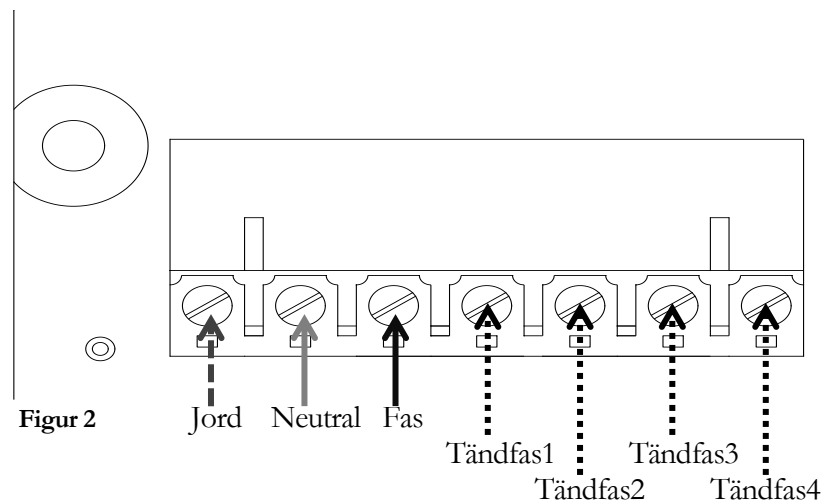 Figur 2
Jord Neutral Fas
Tändfas1 Tändfas3
Tändfas2 Tändfas4